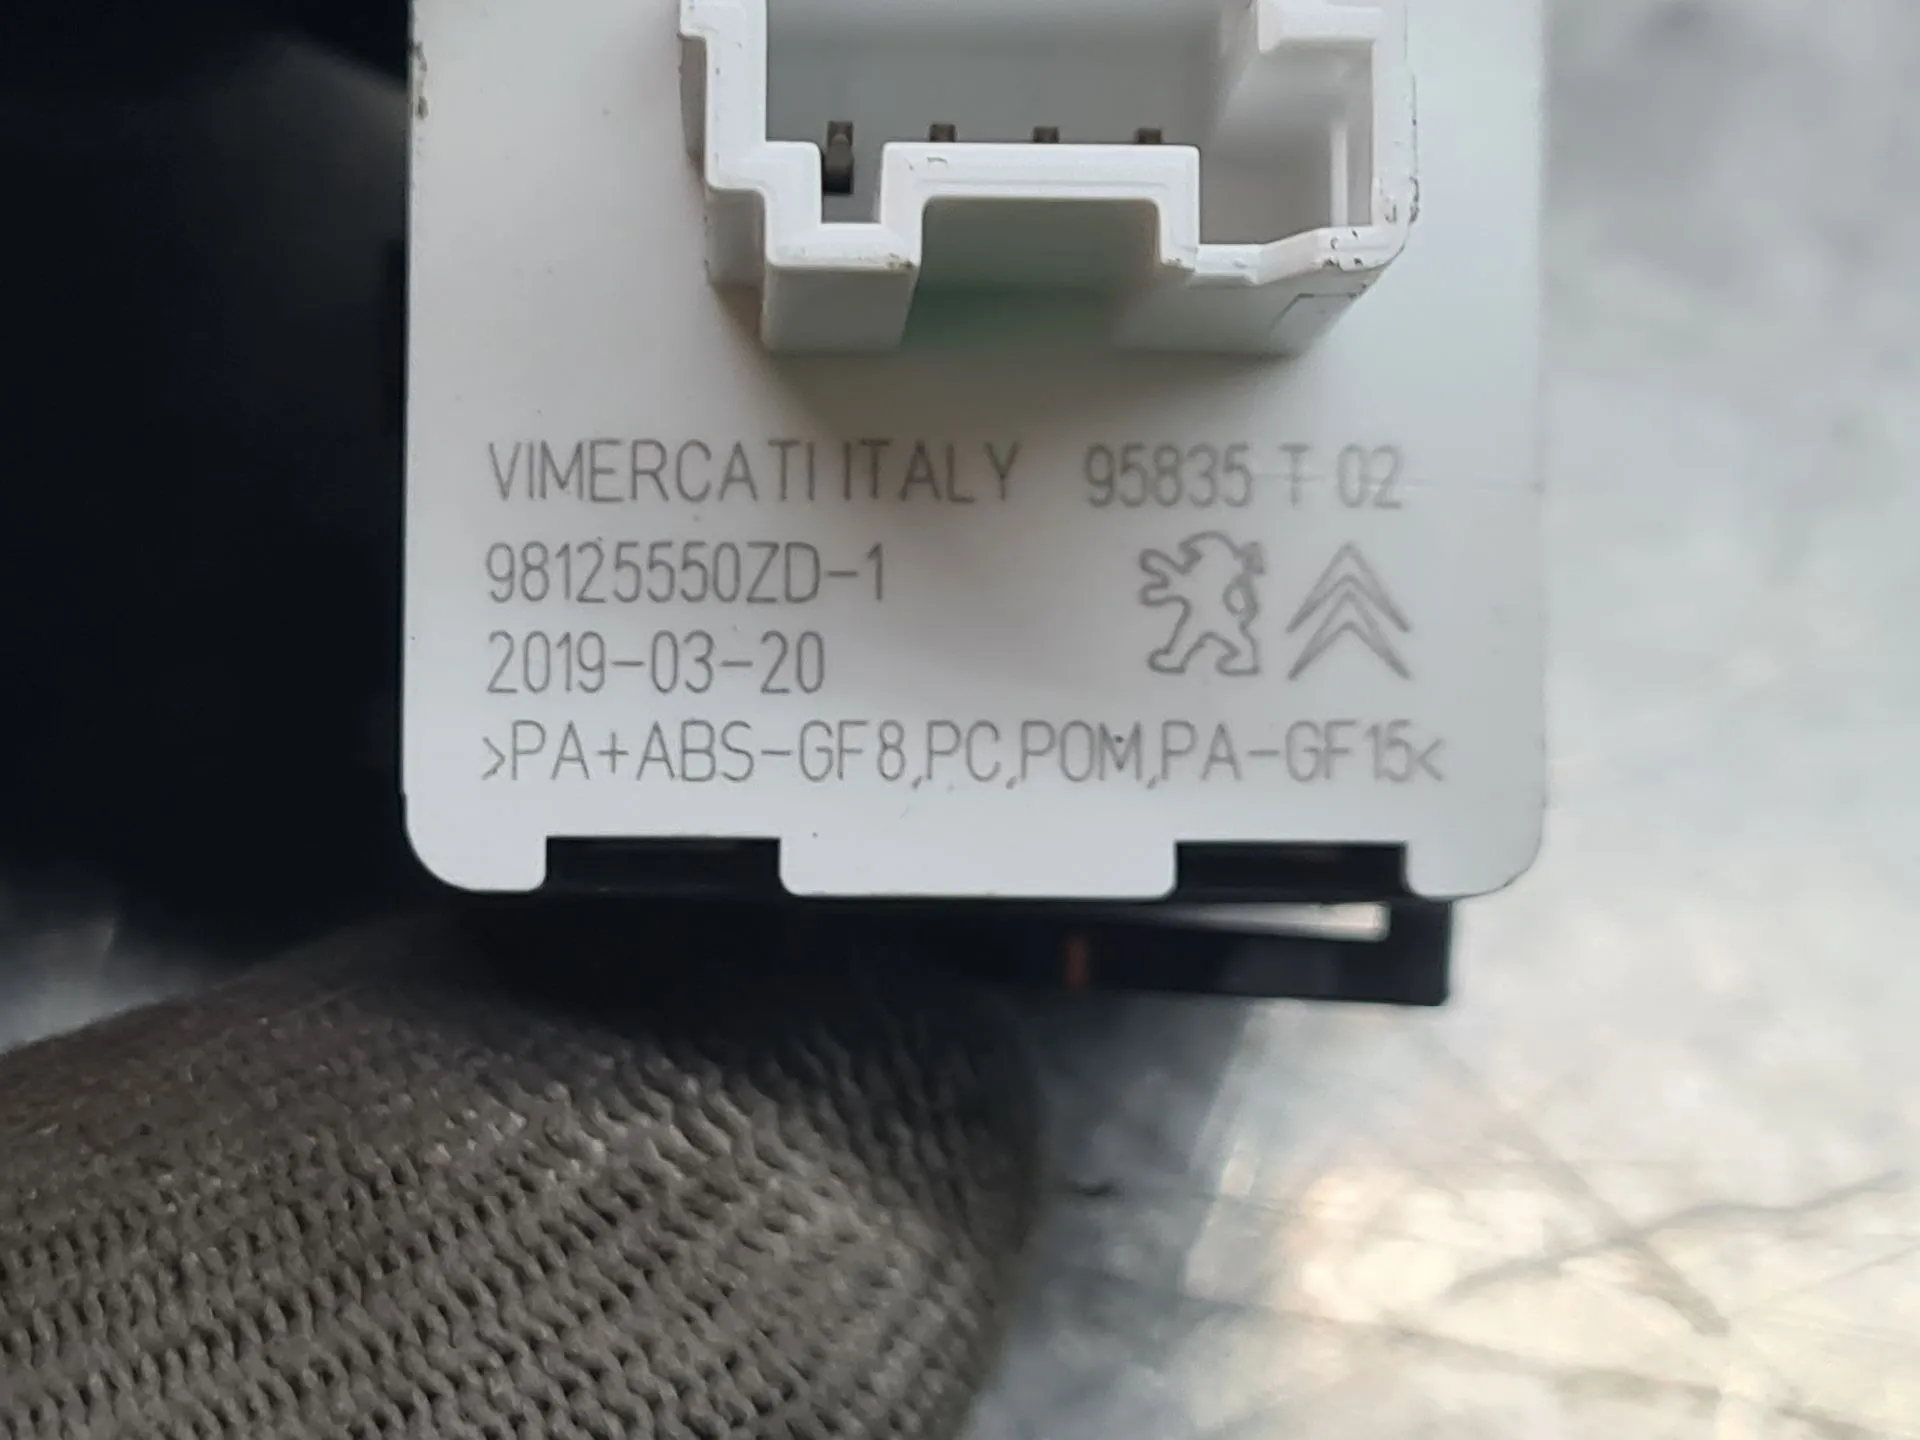 VIMERCATI ITALY 95835 T 02
98125550ZD-1
2019-03-20
>PA+ABS-GF8,PC,POM,PA-GF15<